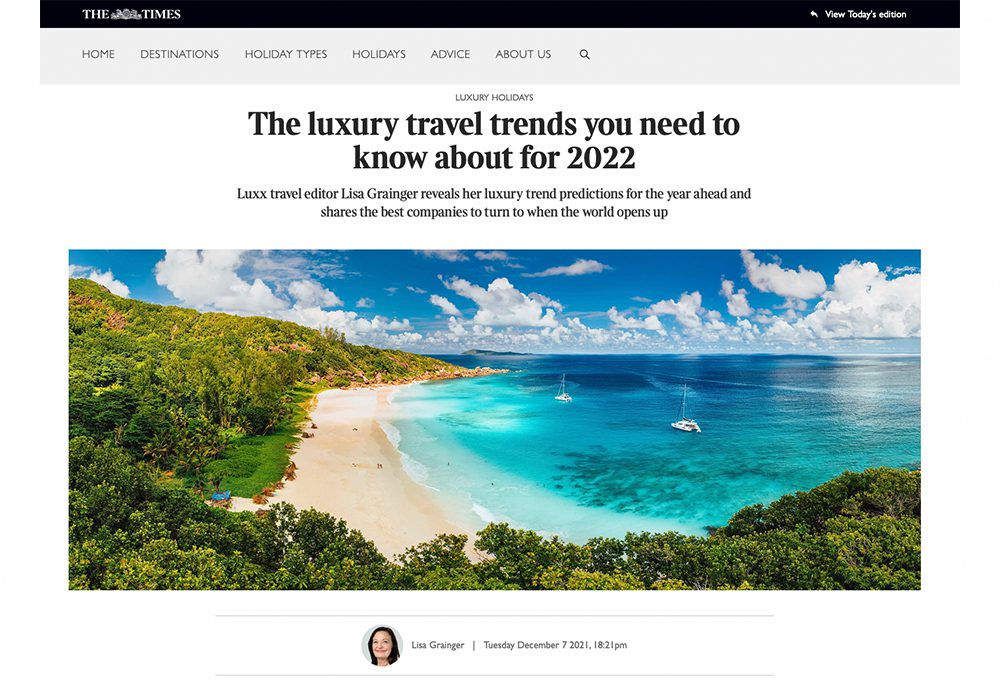 THE TIMES
View Today's edition
HOME DESTINATIONS HOLIDAY TYPES HOLIDAYS ADVICE ABOUT US
LUXURY HOLIDAYS
The luxury travel trends you need to
know about for 2022
Luxx travel editor Lisa Grainger reveals her luxury trend predictions for the year ahead and
shares the best companies to turn to when the world opens up
Lisa Grainger | Tuesday December 7 2021, 18:21pm